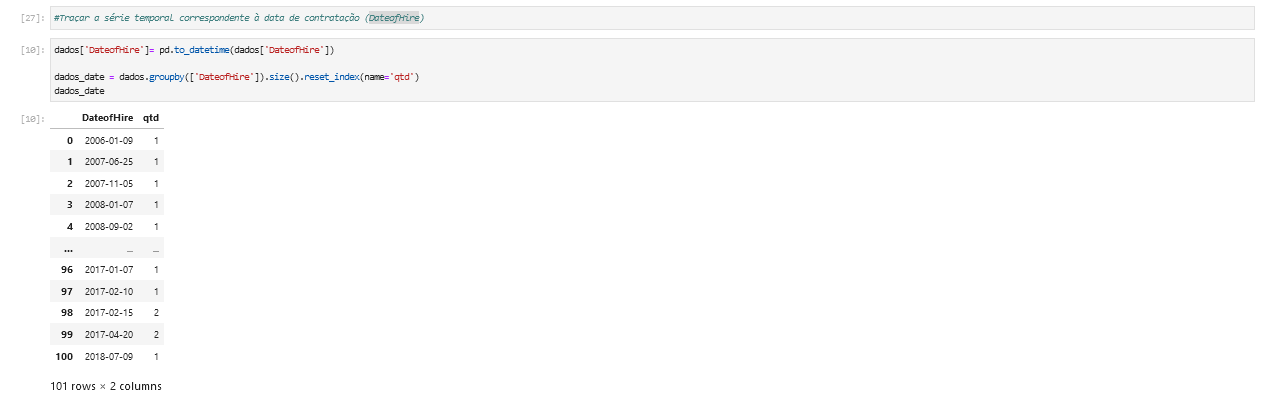 [27]: #Traçar a série temporal correspondente à data de contratação (DateofHire)
[10]: dados['DateofHire']= pd.to_datetime(dados['DateofHire'])
dados_date = dados.groupby(['DateofHire']).size().reset_index(name='qtd')
dados_date
[10]: DateofHire qtd
0 2006-01-09 1
1 2007-06-25 1
2 2007-11-05 1
3 2008-01-07 1
4 2008-09-02 1
... ... ...
96 2017-01-07 1
97 2017-02-10 1
98 2017-02-15 2
99 2017-04-20 2
100 2018-07-09 1
101 rows × 2 columns